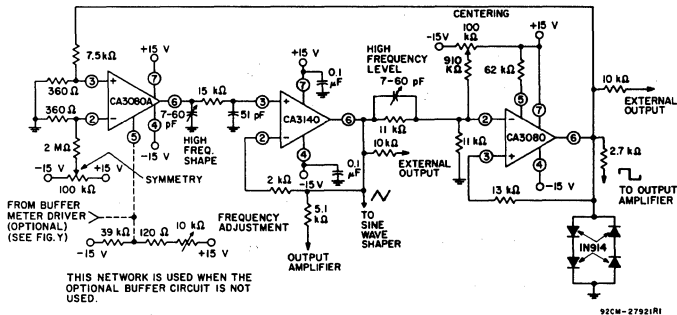 CENTERING
-15V
100
kΩ
+15 V
7.5kΩ
+15 V
+15 V
0.1
μF
HIGH
FREQUENCY
LEVEL
7-60 pF
910
KΩ
62 kΩ
10 kΩ
EXTERNAL
OUTPUT
360 Ω
360Ω
3
2
CA3080A
7
6
4
5
-15 V
15 kΩ
7-60
pF
HIGH
FREQ.
SHAPE
51 pF
3
2
CA3140
7
6
4
0.1
μF
-15V
11 kΩ
10kΩ
EXTERNAL
OUTPUT
11 kΩ
2
3
CA3080
5
7
6
4
-15 V
2.7 kΩ
TO OUTPUT
AMPLIFIER
2 MΩ
-15 V
+15 V
100 kΩ
SYMMETRY
2 kΩ
5.1
kΩ
TO
SINE
WAVE
SHAPER
13 kΩ
FROM BUFFER
METER DRIVER
(OPTIONAL)
(SEE FIG.Y)
FREQUENCY
ADJUSTMENT
39 kΩ
120 Ω
10 kΩ
-15 V
+15 V
OUTPUT
AMPLIFIER
1N914
THIS NETWORK IS USED WHEN THE
OPTIONAL BUFFER CIRCUIT IS NOT
USED.
92CM-27921R1